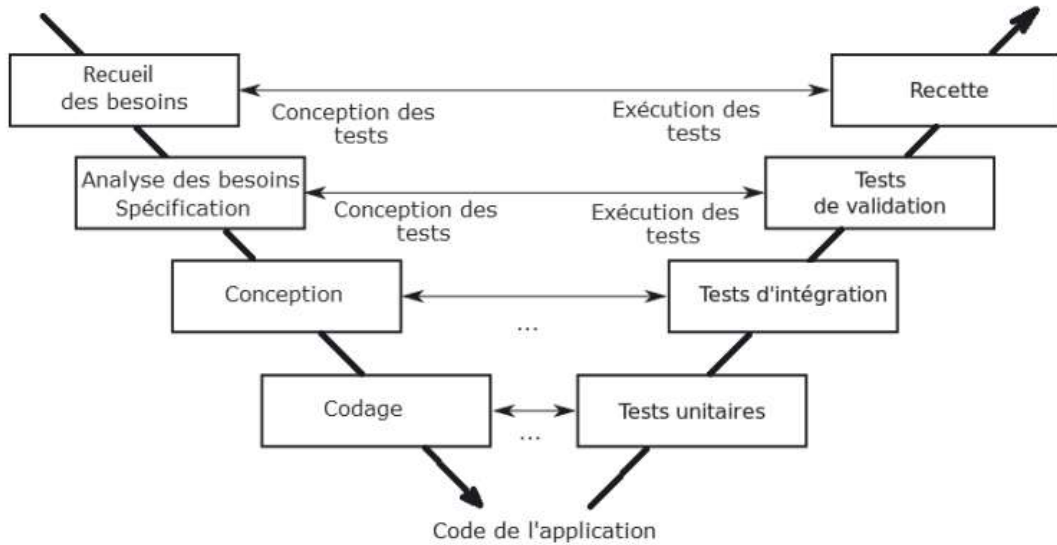 Recueil
des besoins
Recette
Conception des
tests
Exécution des
tests
Analyse des besoins
Spécification
Tests
de validation
Conception des
tests
Exécution des
tests
Conception
Tests d'intégration
...
Codage
Tests unitaires
...
Code de l'application